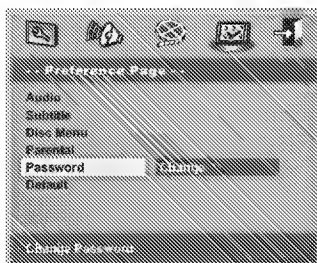 - - Preference Page - -
Audio
Subtitle
Disc Menu
Parental
Password Change
Default
Change Password